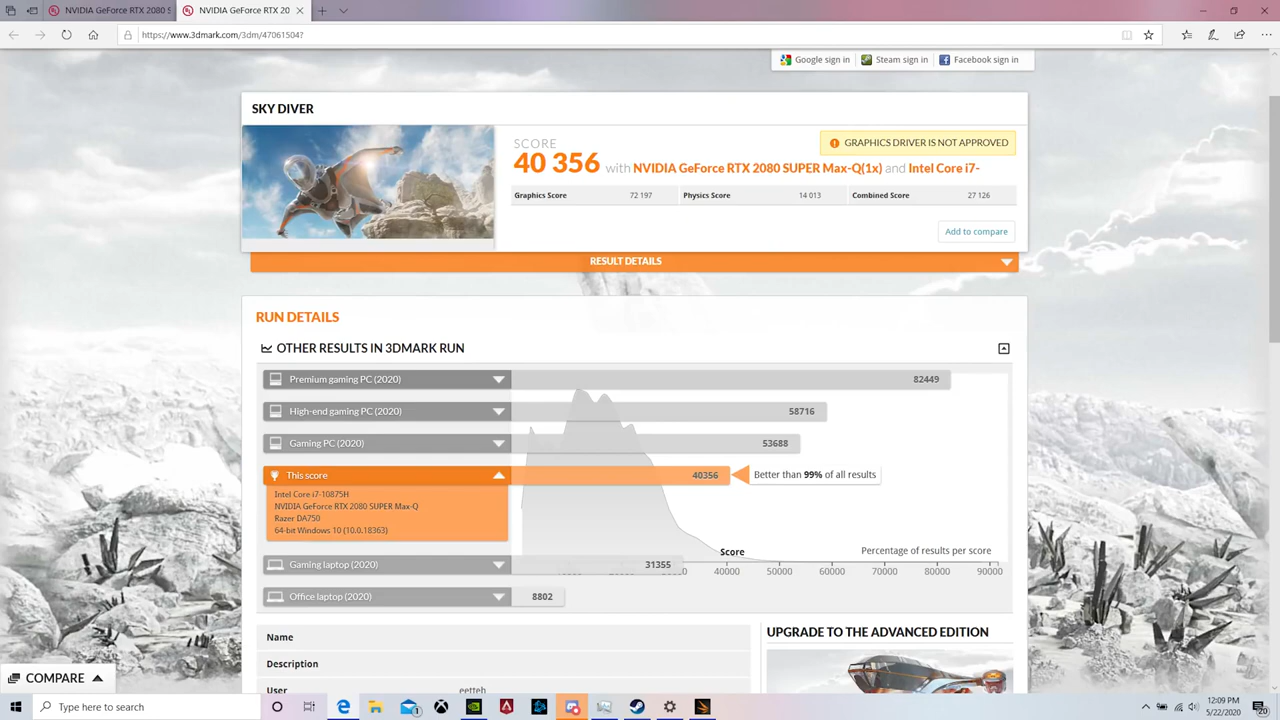 NVIDIA GeForce RTX 2080 S
NVIDIA GeForce RTX 20
https://www.3dmark.com/3dm/47061504?
Google sign in
Steam sign in
Facebook sign in
SKY DIVER
SCORE
GRAPHICS DRIVER IS NOT APPROVED
40 356 with NVIDIA GeForce RTX 2080 SUPER Max-Q(1x) and Intel Core i7-
Graphics Score 72 197 Physics Score 14 013 Combined Score 27 126
Add to compare
RESULT DETAILS
RUN DETAILS
OTHER RESULTS IN 3DMARK RUN
Premium gaming PC (2020) 82449
High-end gaming PC (2020) 58716
Gaming PC (2020) 53688
This score 40356 Better than 99% of all results
Intel Core i7-10875H
NVIDIA GeForce RTX 2080 SUPER Max-Q
Razer DA750
64-bit Windows 10 (10.0.18363)
Score Percentage of results per score
Gaming laptop (2020) 31355
40000 50000 60000 70000 80000 90000
Office laptop (2020) 8802
Name
Description
User eetteh
UPGRADE TO THE ADVANCED EDITION
COMPARE
Type here to search
12:09 PM
5/22/2020
20